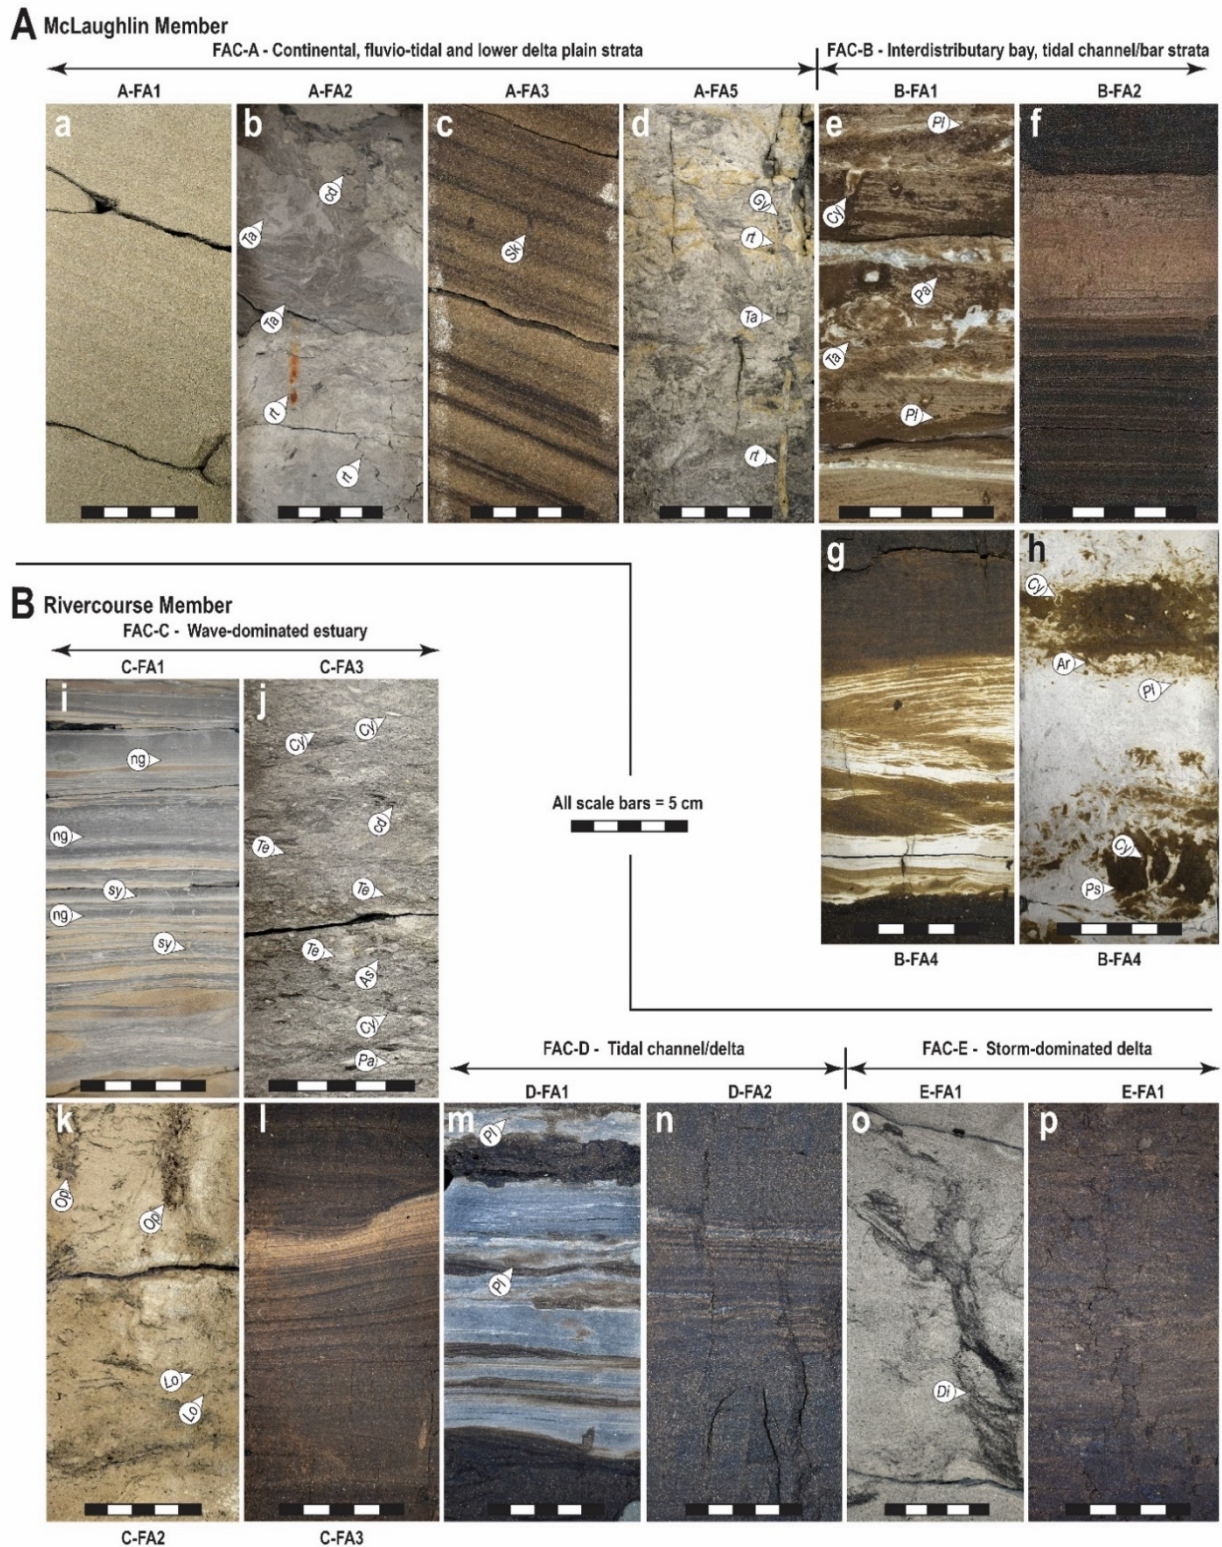 A McLaughlin Member
FAC-A - Continental, fluvio-tidal and lower delta plain strata
FAC-B - Interdistributary bay, tidal channel/bar strata
A-FA1
A-FA2
A-FA3
A-FA5
B-FA1
B-FA2
a
b
cd
Ta
Ta
rt
rt
c
Sk
d
Gy
rt
Ta
rt
e
Pl
Cy
Pa
Ta
Pl
f
g
h
Cy
Ar
Pl
Cy
Ps
B-FA4
B-FA4
B Rivercourse Member
FAC-C - Wave-dominated estuary
C-FA1
C-FA3
i
ng
ng
sy
ng
sy
j
Cy
Cy
cd
Te
Te
Te
As
Cy
Pa
All scale bars = 5 cm
FAC-D - Tidal channel/delta
FAC-E - Storm-dominated delta
D-FA1
D-FA2
E-FA1
E-FA1
k
Op
Op
Lo
Lo
l
m
Pl
Pl
n
o
Di
p
C-FA2
C-FA3